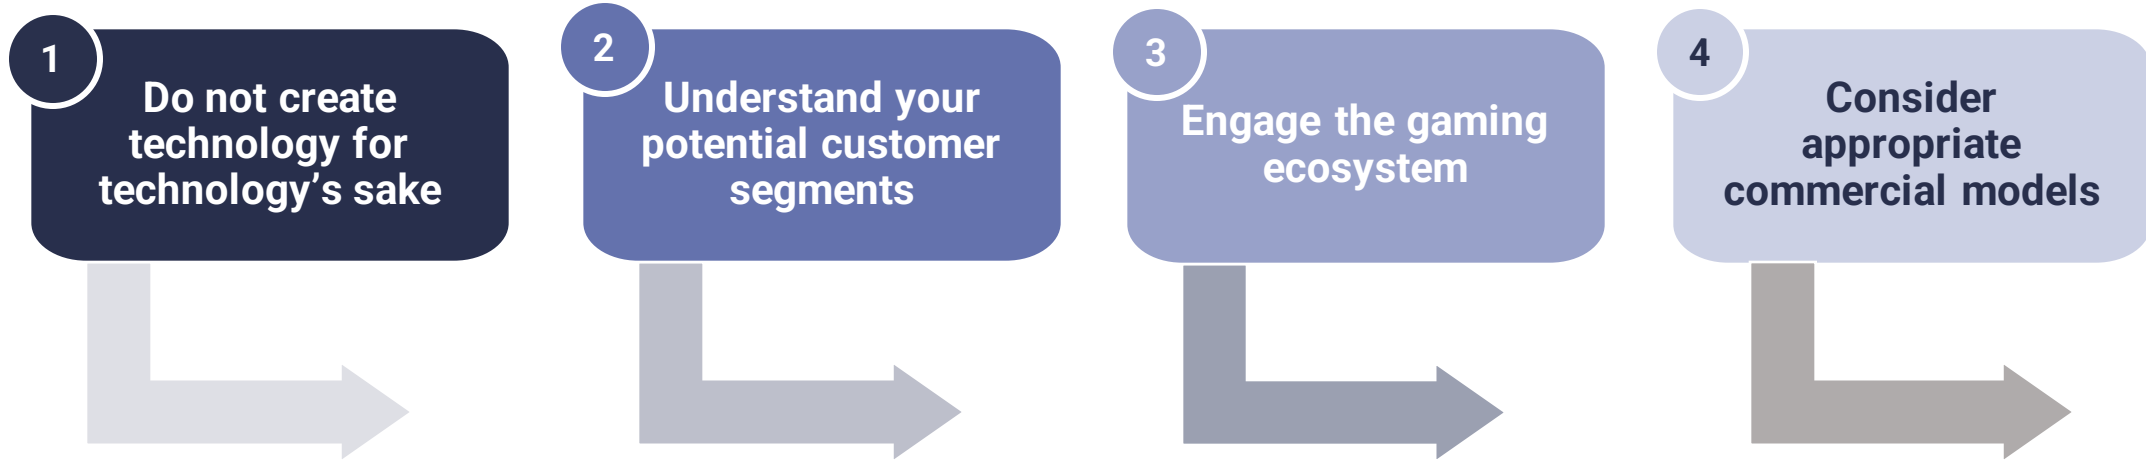 1
Do not create
technology for
technology’s sake
2
Understand your
potential customer
segments
3
Engage the gaming
ecosystem
4
Consider
appropriate
commercial models